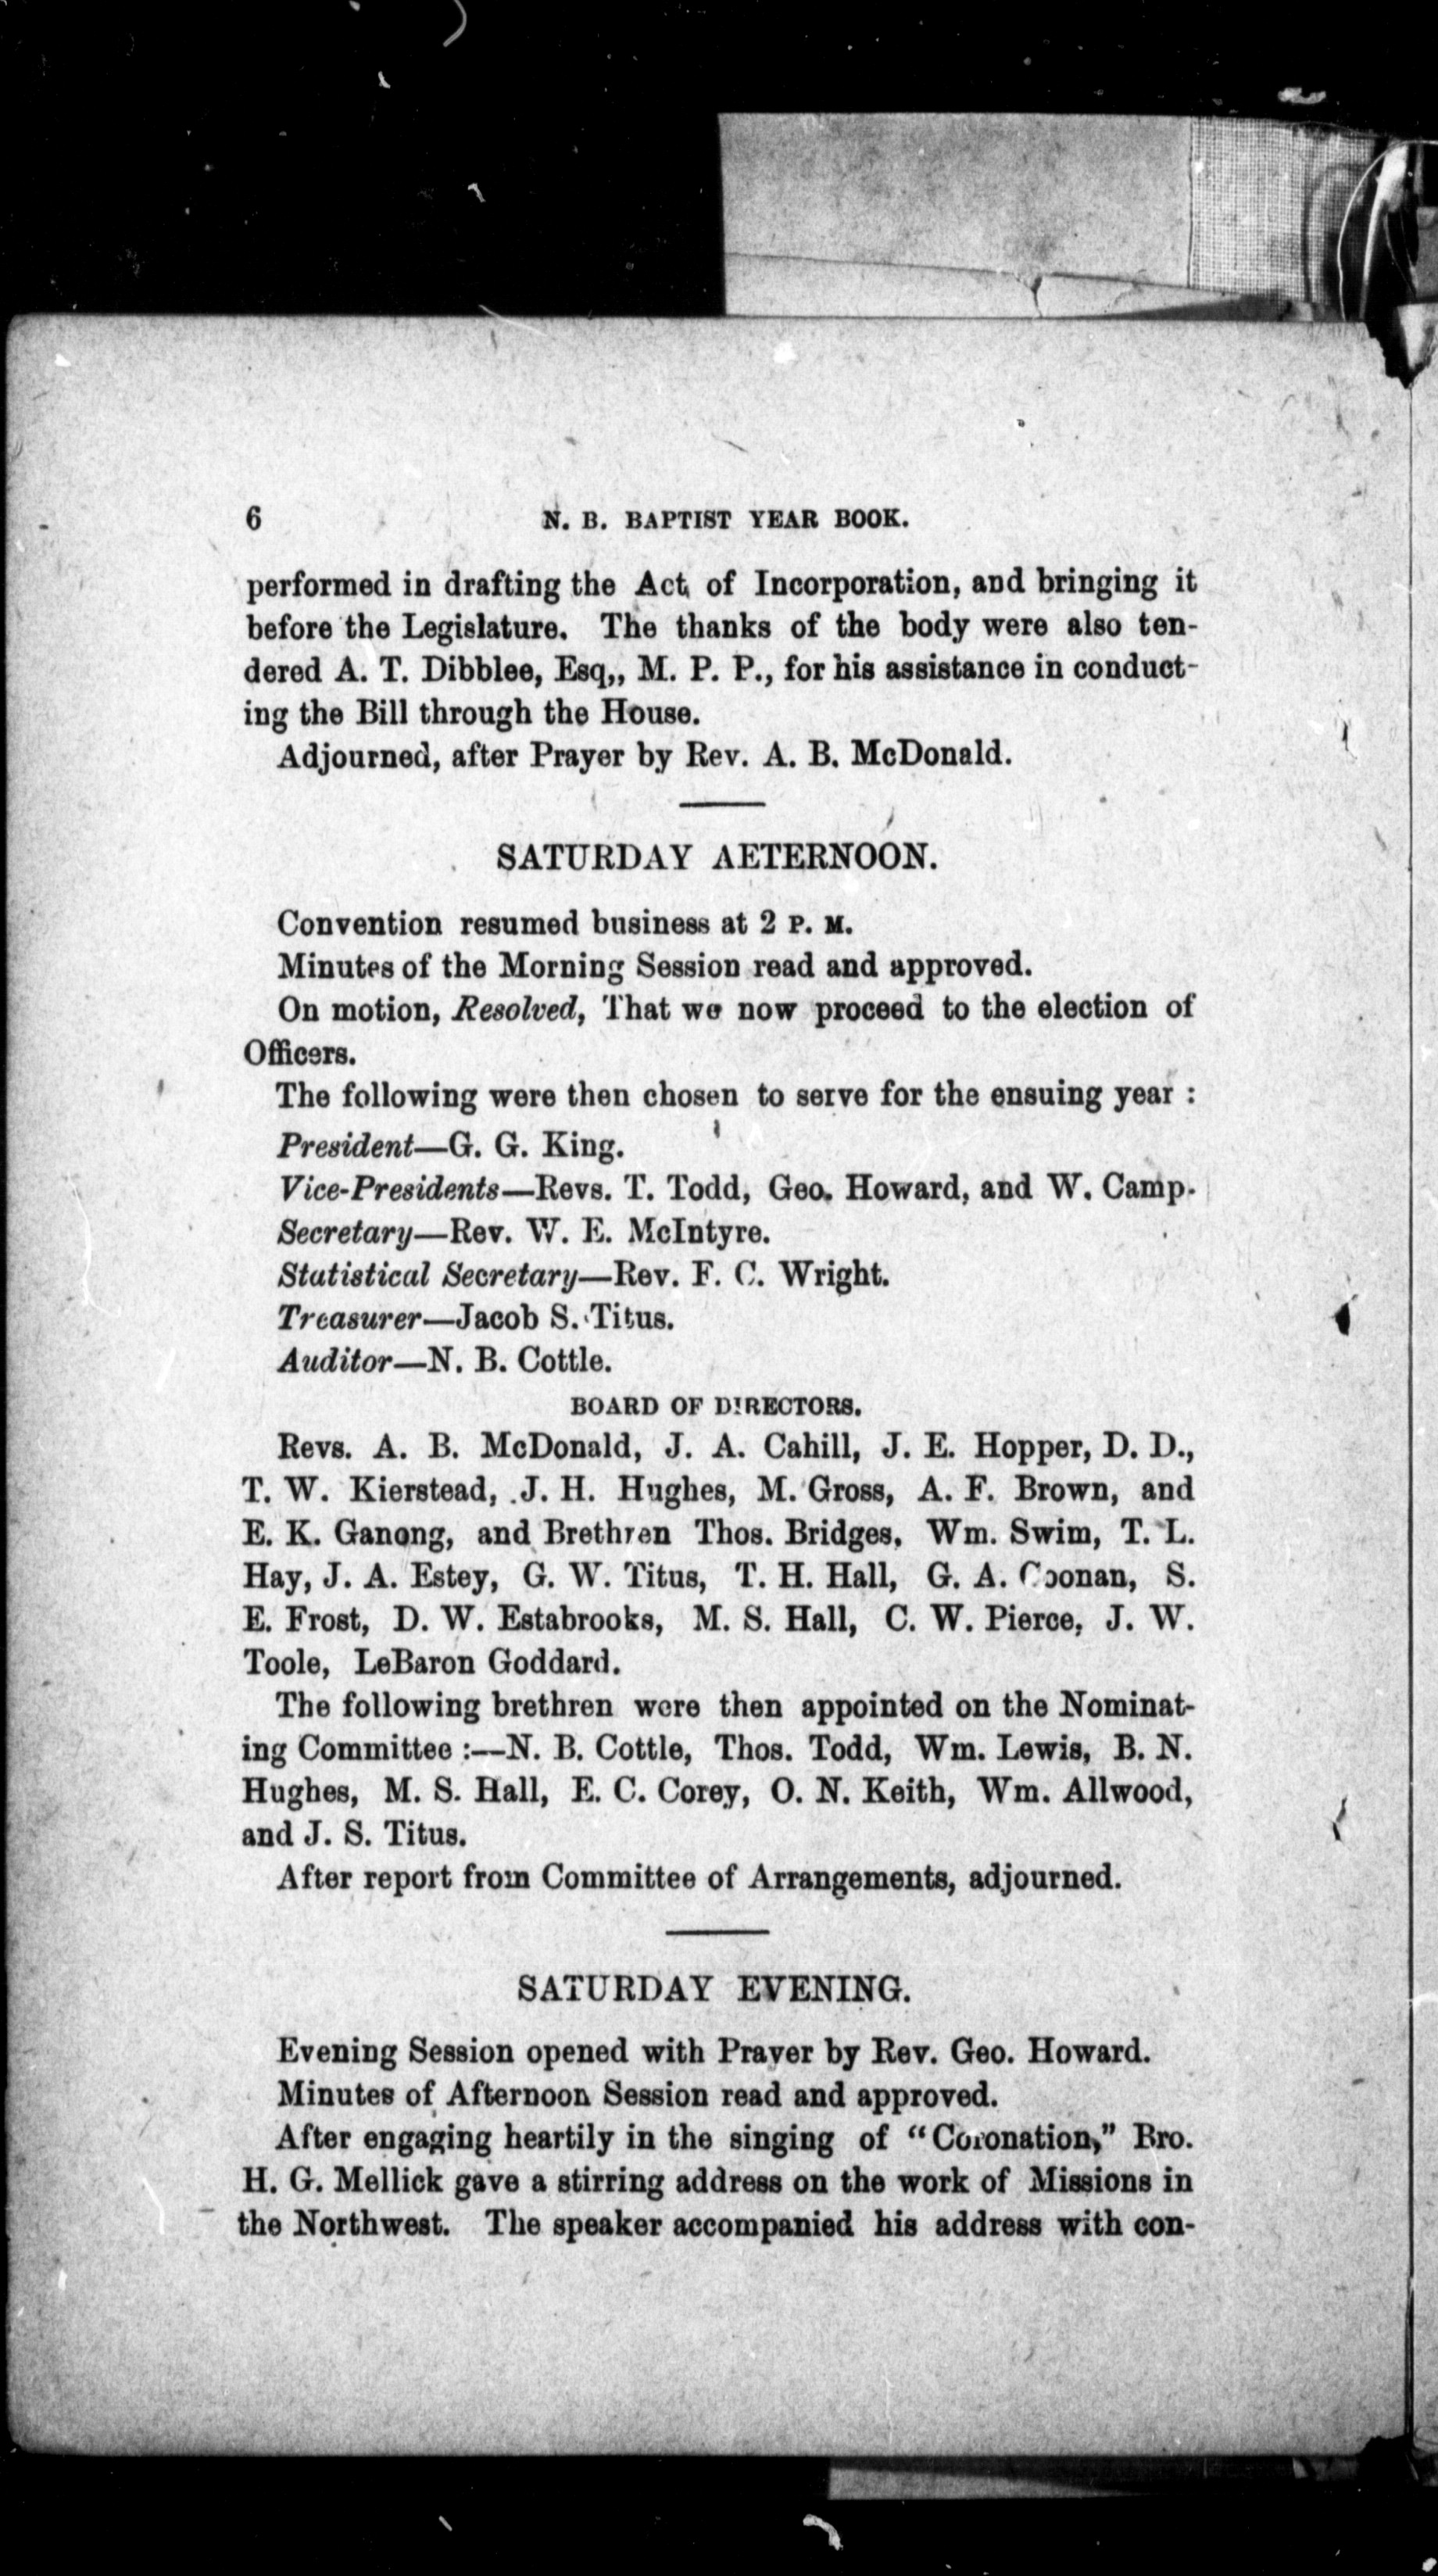 6 N. B. BAPTIST YEAR BOOK.
performed in drafting the Act of Incorporation, and bringing it
before the Legislature. The thanks of the body were also ten-
dered A. T. Dibblee, Esq,, M. P. P., for his assistance in conduct-
ing the Bill through the House.
Adjourned, after Prayer by Rev. A. B. McDonald.
SATURDAY AETERNOON.
Convention resumed business at 2 P. M.
Minutes of the Morning Session read and approved.
On motion, Resolved, That we now proceed to the election of
Officers.
The following were then chosen to serve for the ensuing year :
President—G. G. King.
Vice-Presidents—Revs. T. Todd, Geo. Howard, and W. Camp.
Secretary—Rev. W. E. McIntyre.
Statistical Secretary—Rev. F. C. Wright.
Treasurer—Jacob S. Titus.
Auditor—N. B. Cottle.
BOARD OF DIRECTORS.
Revs. A. B. McDonald, J. A. Cahill, J. E. Hopper, D. D.,
T. W. Kierstead, J. H. Hughes, M. Gross, A. F. Brown, and
E. K. Ganong, and Brethren Thos. Bridges, Wm. Swim, T. L.
Hay, J. A. Estey, G. W. Titus, T. H. Hall, G. A. Coonan, S.
E. Frost, D. W. Estabrooks, M. S. Hall, C. W. Pierce, J. W.
Toole, LeBaron Goddard.
The following brethren were then appointed on the Nominat-
ing Committee :—N. B. Cottle, Thos. Todd, Wm. Lewis, B. N.
Hughes, M. S. Hall, E. C. Corey, O. N. Keith, Wm. Allwood,
and J. S. Titus.
After report from Committee of Arrangements, adjourned.
SATURDAY EVENING.
Evening Session opened with Prayer by Rev. Geo. Howard.
Minutes of Afternoon Session read and approved.
After engaging heartily in the singing of "Coronation," Bro.
H. G. Mellick gave a stirring address on the work of Missions in
the Northwest. The speaker accompanied his address with con-